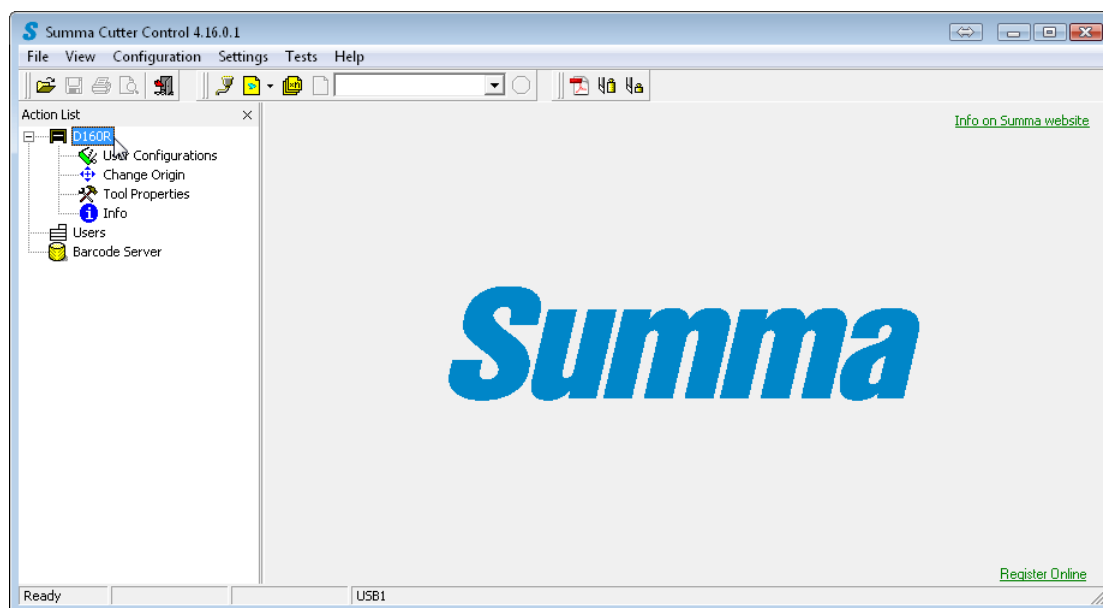 Summa Cutter Control 4.16.0.1
File View Configuration Settings Tests Help
Action List
Info on Summa website
D160R
User Configurations
Change Origin
Tool Properties
Info
Users
Barcode Server
Summa
Register Online
Ready USB1